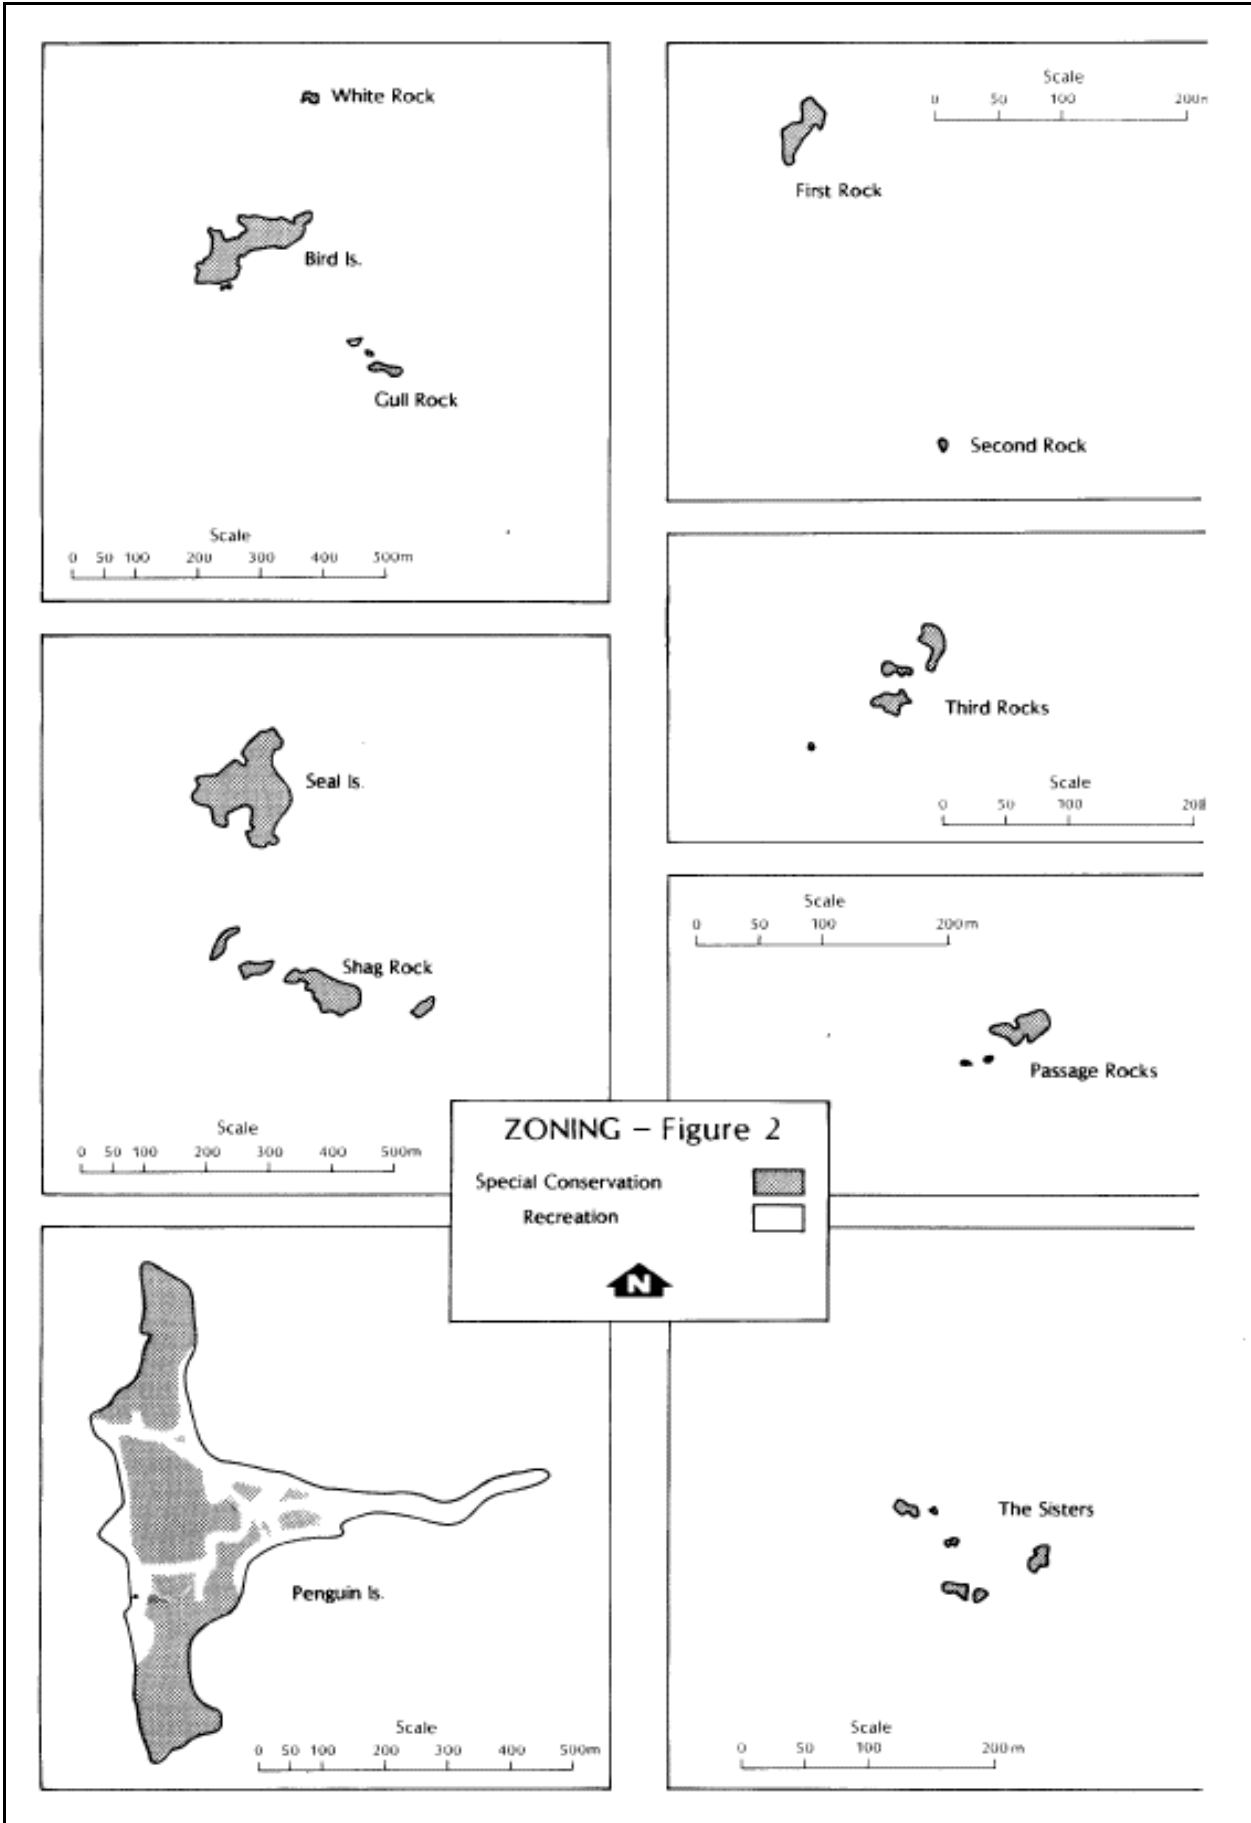 White Rock
Bird Is.
Gull Rock
Scale
0 50 100 200 300 400 500m
Scale
0 50 100 200m
First Rock
Second Rock
Third Rocks
Scale
0 50 100 200
Seal Is.
Shag Rock
Scale
0 50 100 200 300 400 500m
Scale
0 50 100 200m
Passage Rocks
ZONING – Figure 2
Special Conservation
Recreation
N
Penguin Is.
Scale
0 50 100 200 300 400 500m
The Sisters
Scale
0 50 100 200m